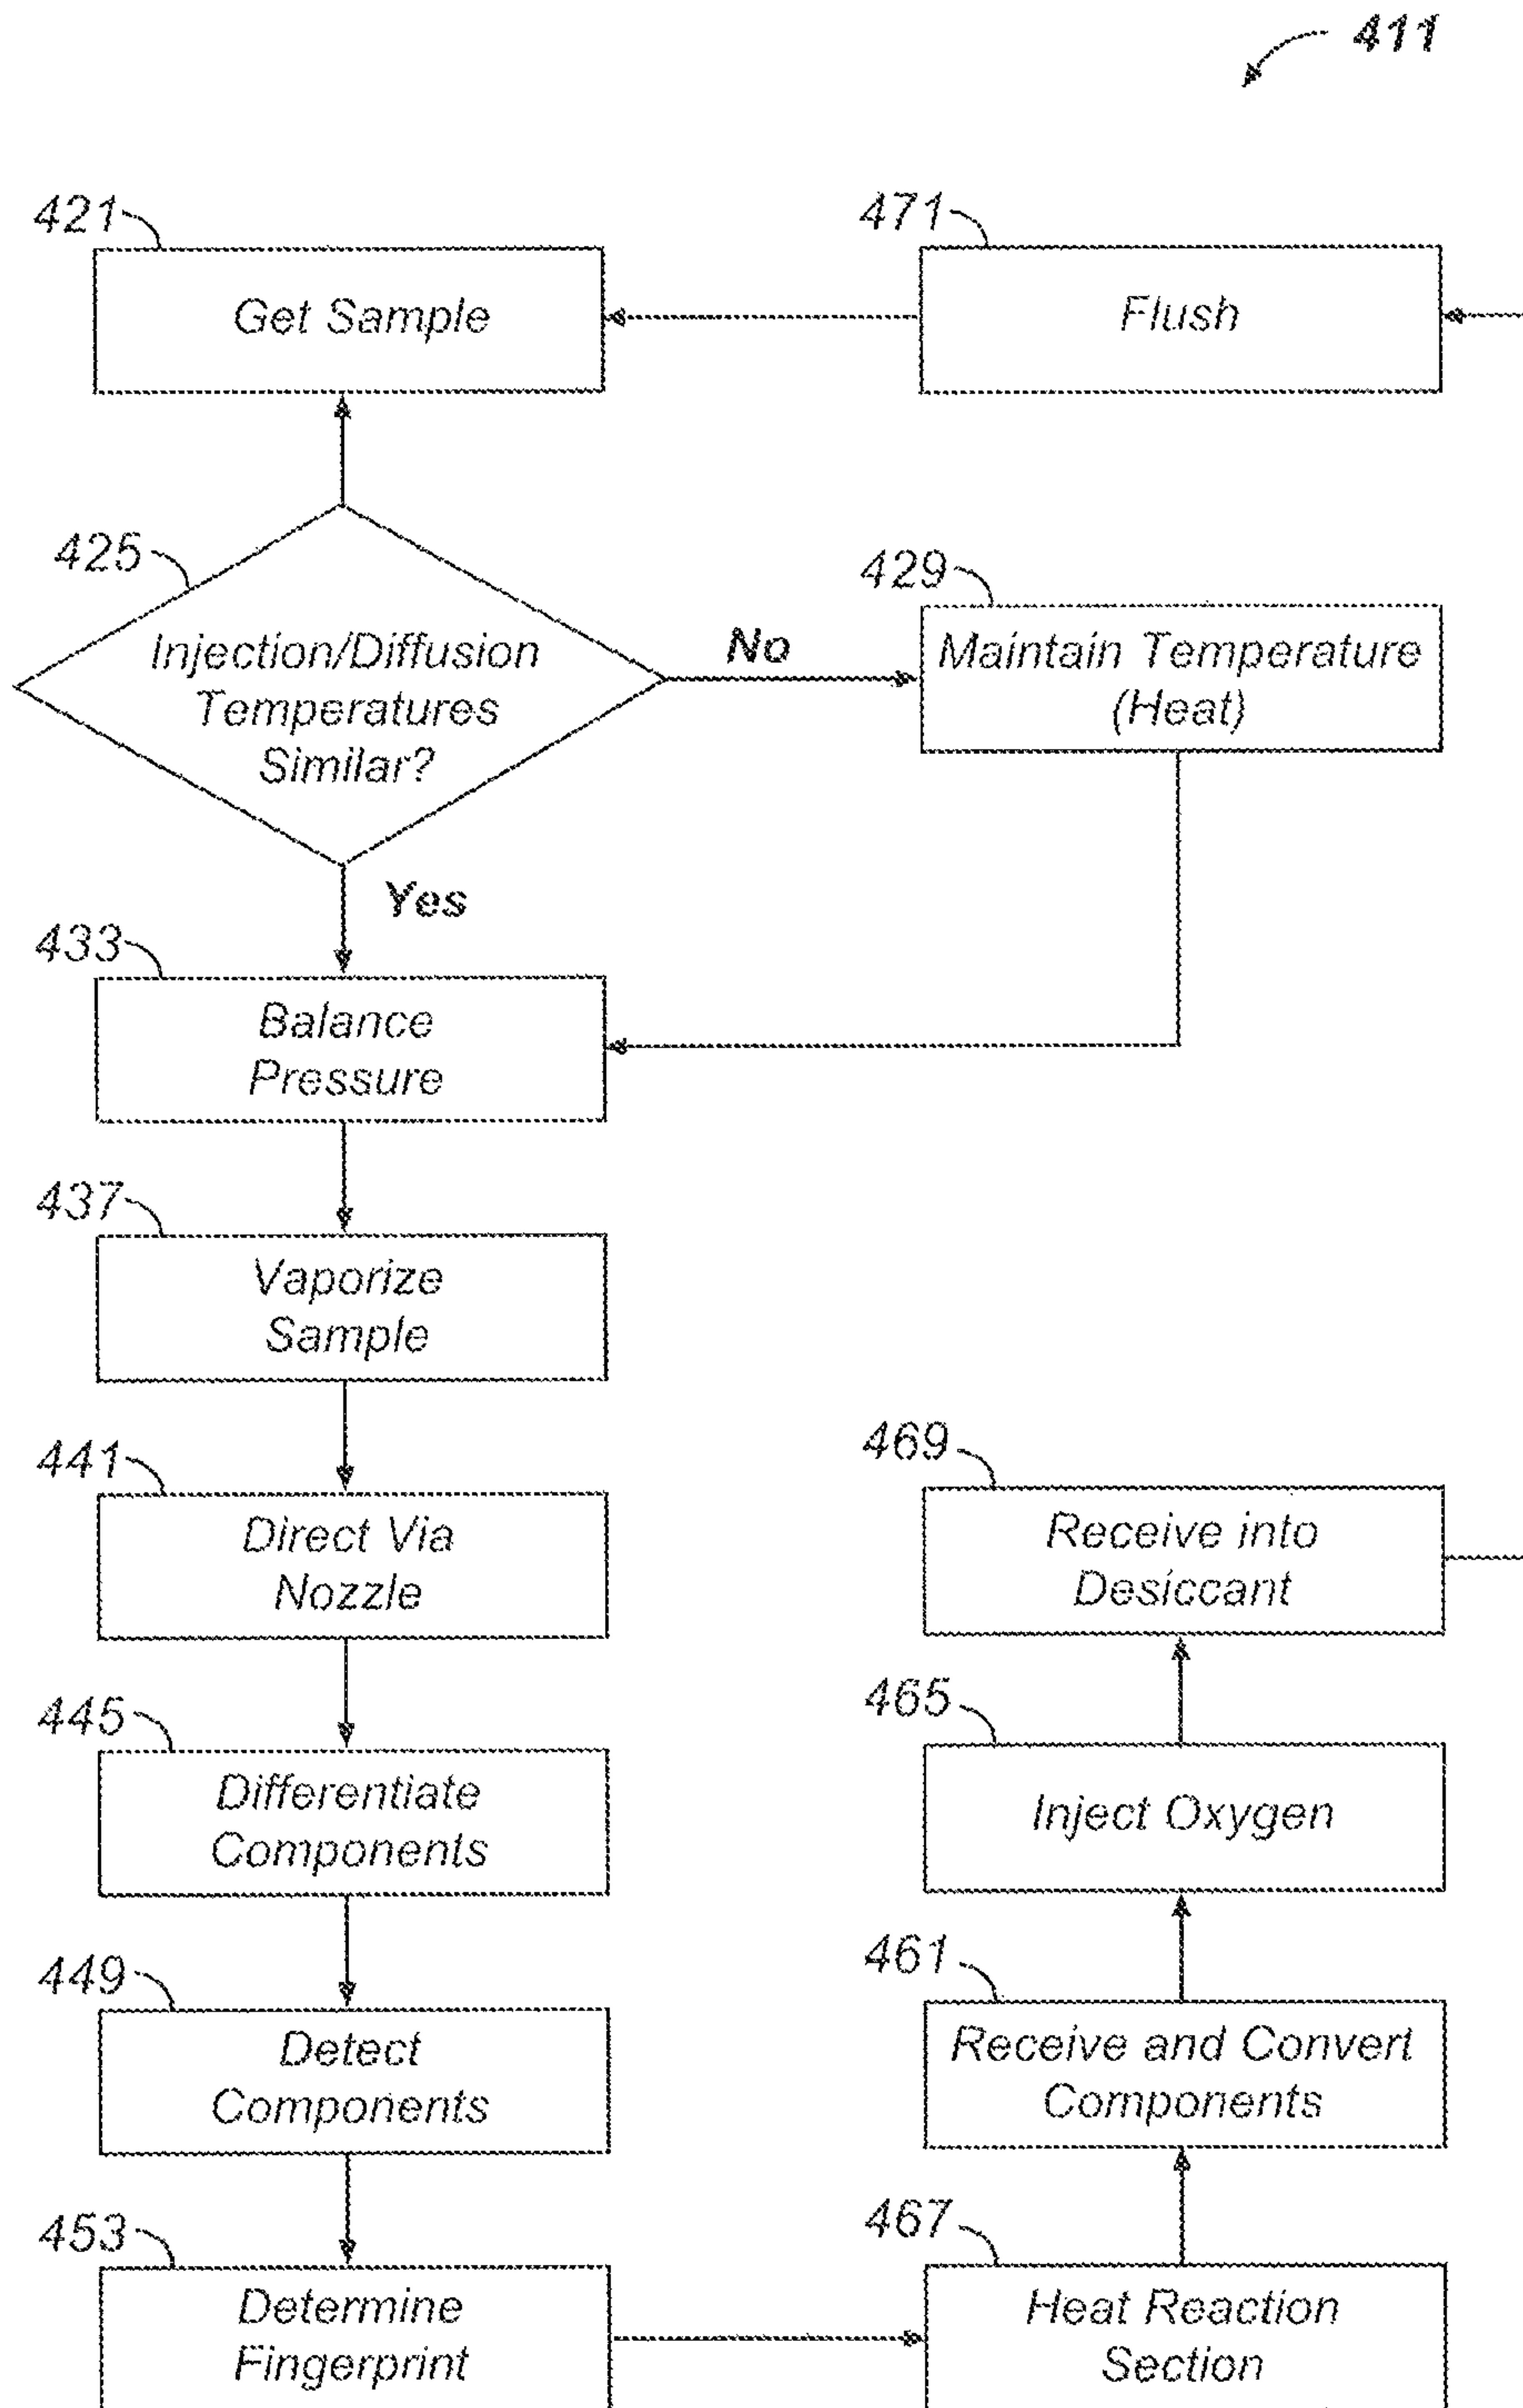 411
421
Get Sample
471
Flush
425
Injection/Diffusion
Temperatures
Similar?
No
429
Maintain Temperature
(Heat)
Yes
433
Balance
Pressure
437
Vaporize
Sample
441
Direct Via
Nozzle
445
Differentiate
Components
449
Detect
Components
453
Determine
Fingerprint
469
Receive into
Desiccant
465
Inject Oxygen
461
Receive and Convert
Components
467
Heat Reaction
Section